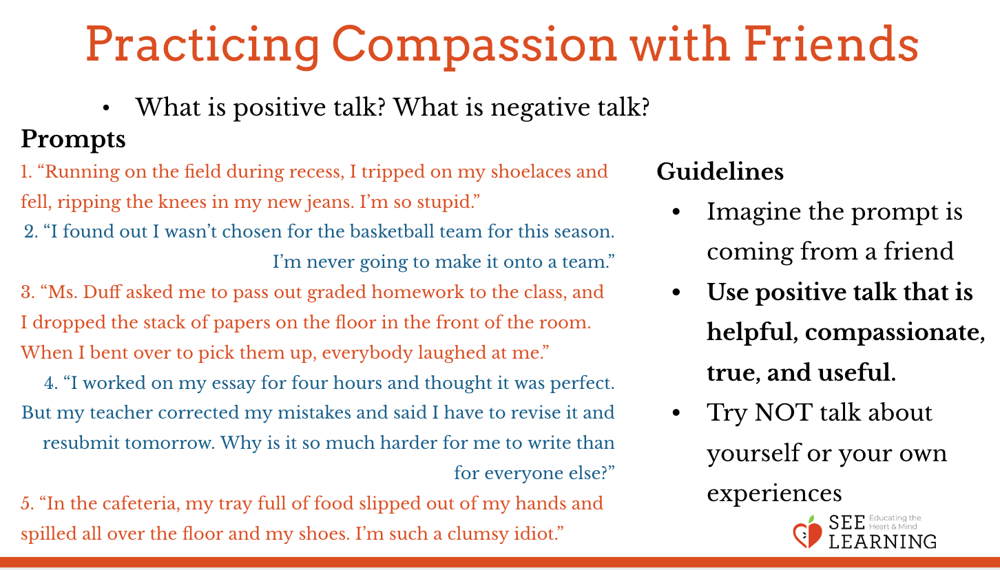 Practicing Compassion with Friends
• What is positive talk? What is negative talk?
Prompts
1. “Running on the field during recess, I tripped on my shoelaces and
fell, ripping the knees in my new jeans. I’m so stupid.”
2. “I found out I wasn’t chosen for the basketball team for this season.
I’m never going to make it onto a team.”
3. “Ms. Duff asked me to pass out graded homework to the class, and
I dropped the stack of papers on the floor in the front of the room.
When I bent over to pick them up, everybody laughed at me.”
4. “I worked on my essay for four hours and thought it was perfect.
But my teacher corrected my mistakes and said I have to revise it and
resubmit tomorrow. Why is it so much harder for me to write than
for everyone else?”
5. “In the cafeteria, my tray full of food slipped out of my hands and
spilled all over the floor and my shoes. I’m such a clumsy idiot.”
Guidelines
• Imagine the prompt is
coming from a friend
• Use positive talk that is
helpful, compassionate,
true, and useful.
• Try NOT talk about
yourself or your own
experiences
SEE
LEARNING
Educating the
Heart & Mind